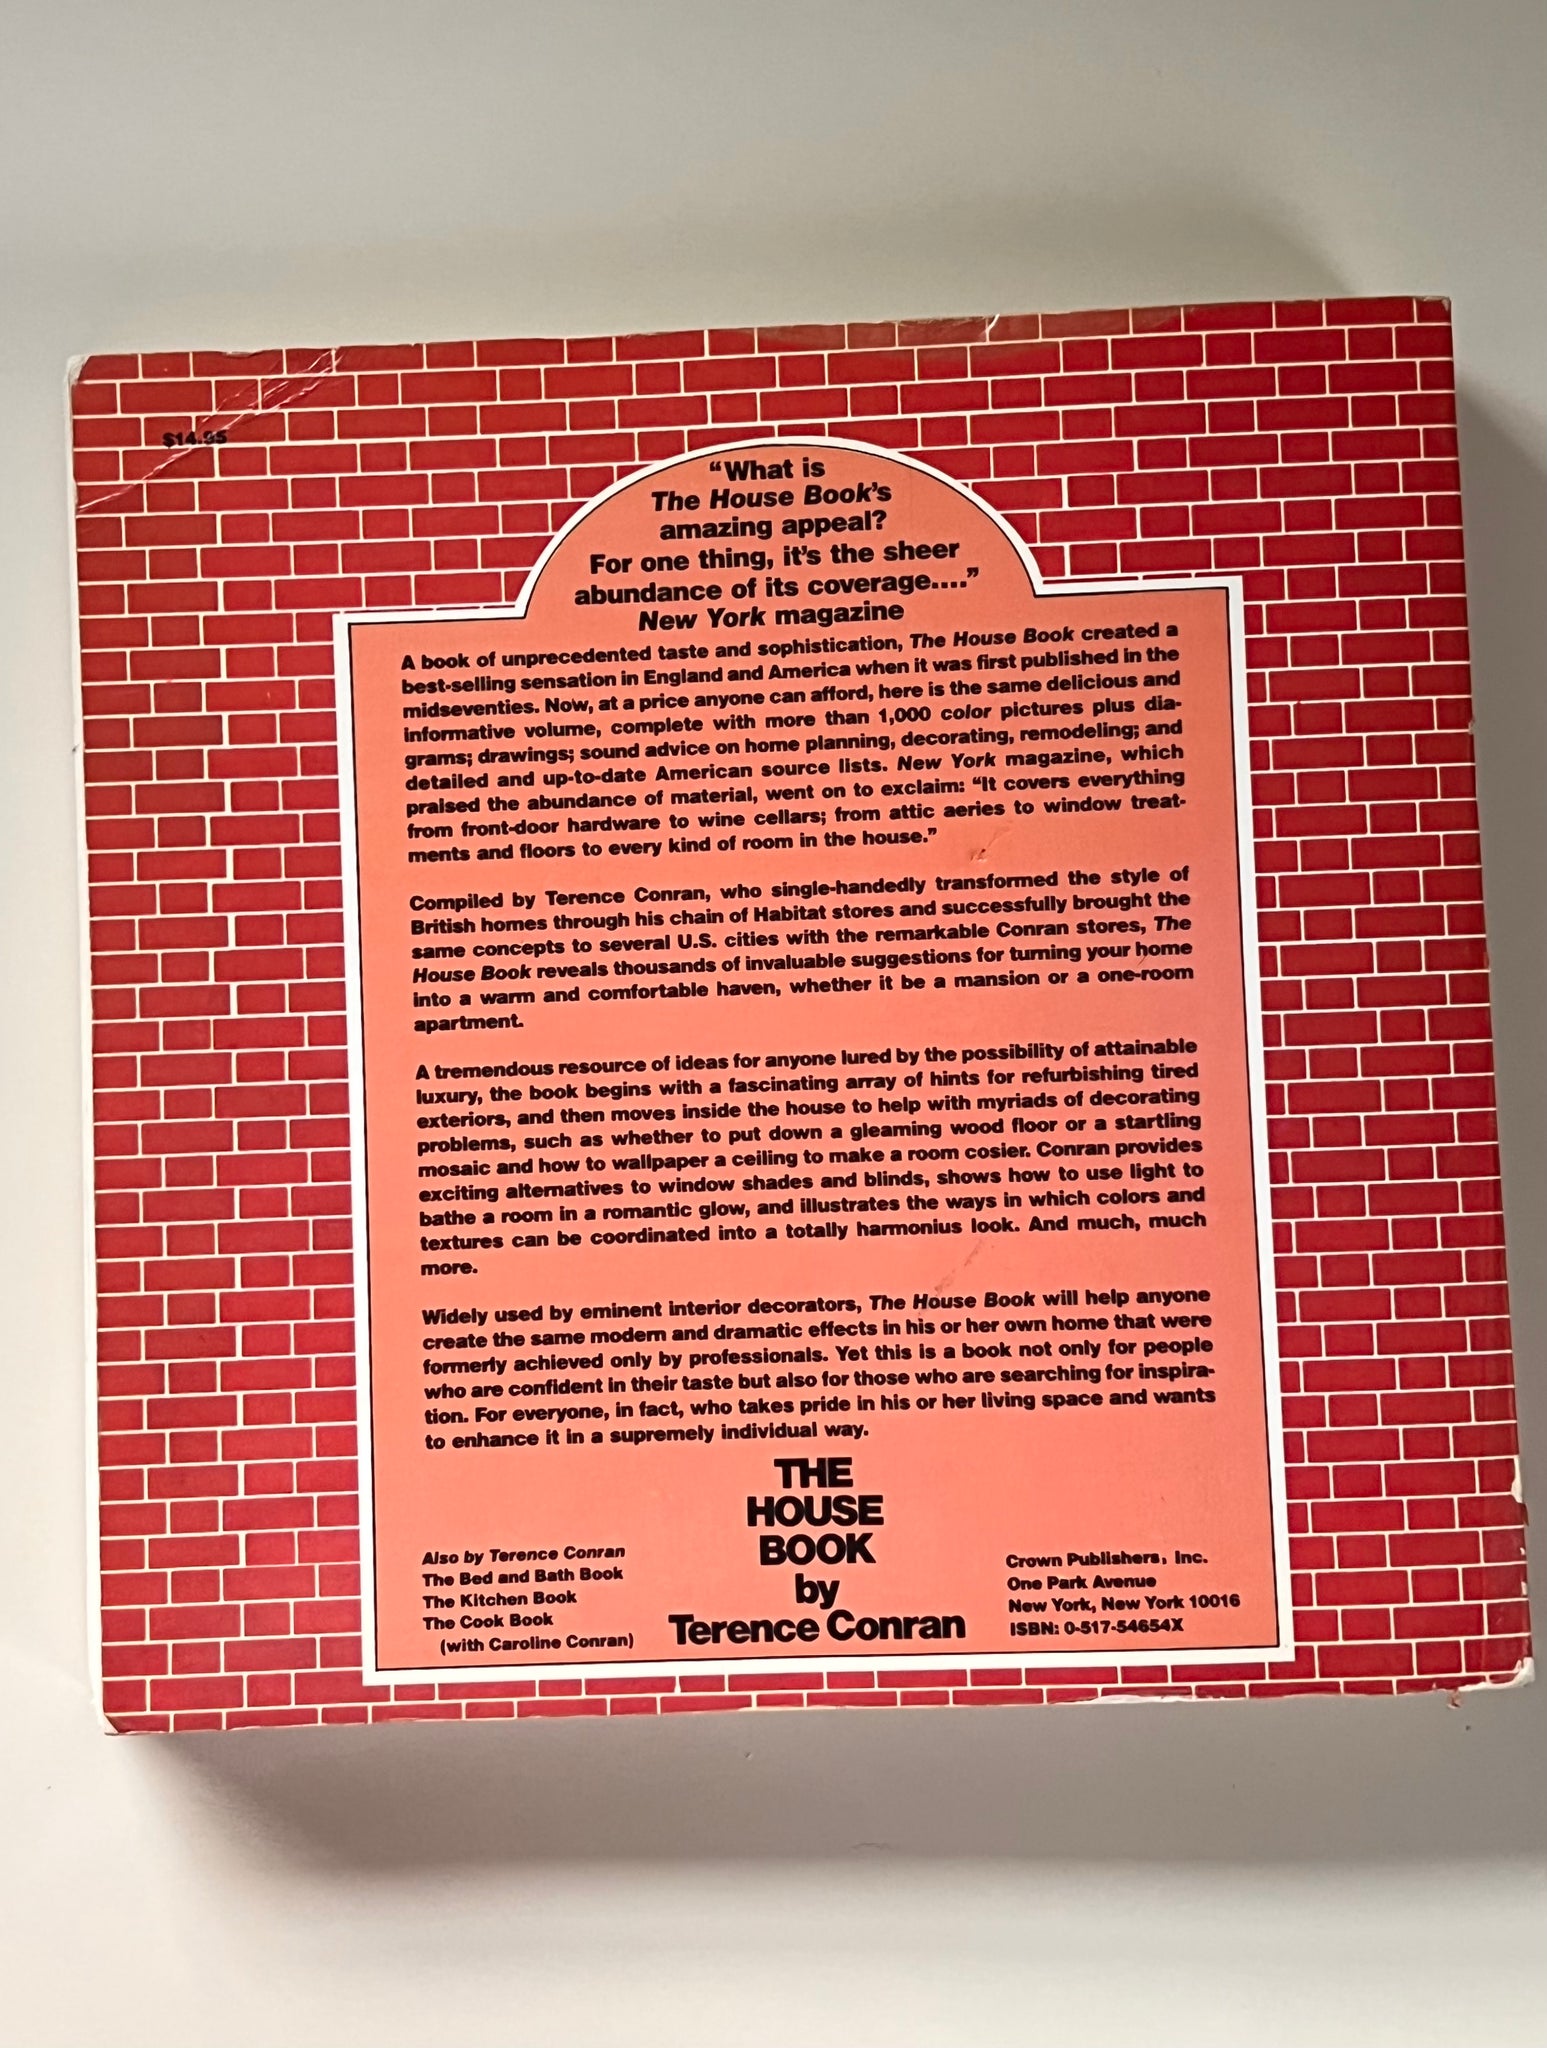 $14.95
“What is
The House Book’s
amazing appeal?
For one thing, it’s the sheer
abundance of its coverage....”
New York magazine
A book of unprecedented taste and sophistication, The House Book created a
best-selling sensation in England and America when it was first published in the
midseventies. Now, at a price anyone can afford, here is the same delicious and
informative volume, complete with more than 1,000 color pictures plus dia-
grams; drawings; sound advice on home planning, decorating, remodeling; and
detailed and up-to-date American source lists. New York magazine, which
praised the abundance of material, went on to exclaim: “It covers everything
from front-door hardware to wine cellars; from attic aeries to window treat-
ments and floors to every kind of room in the house.”
Compiled by Terence Conran, who single-handedly transformed the style of
British homes through his chain of Habitat stores and successfully brought the
same concepts to several U.S. cities with the remarkable Conran stores, The
House Book reveals thousands of invaluable suggestions for turning your home
into a warm and comfortable haven, whether it be a mansion or a one-room
apartment.
A tremendous resource of ideas for anyone lured by the possibility of attainable
luxury, the book begins with a fascinating array of hints for refurbishing tired
exteriors, and then moves inside the house to help with myriads of decorating
problems, such as whether to put down a gleaming wood floor or a startling
mosaic and how to wallpaper a ceiling to make a room cosier. Conran provides
exciting alternatives to window shades and blinds, shows how to use light to
bathe a room in a romantic glow, and illustrates the ways in which colors and
textures can be coordinated into a totally harmonius look. And much, much
more.
Widely used by eminent interior decorators, The House Book will help anyone
create the same modern and dramatic effects in his or her own home that were
formerly achieved only by professionals. Yet this is a book not only for people
who are confident in their taste but also for those who are searching for inspira-
tion. For everyone, in fact, who takes pride in his or her living space and wants
to enhance it in a supremely individual way.
THE
HOUSE
BOOK
by
Terence Conran
Also by Terence Conran
The Bed and Bath Book
The Kitchen Book
The Cook Book
(with Caroline Conran)
Crown Publishers, Inc.
One Park Avenue
New York, New York 10016
ISBN: 0-517-54654X